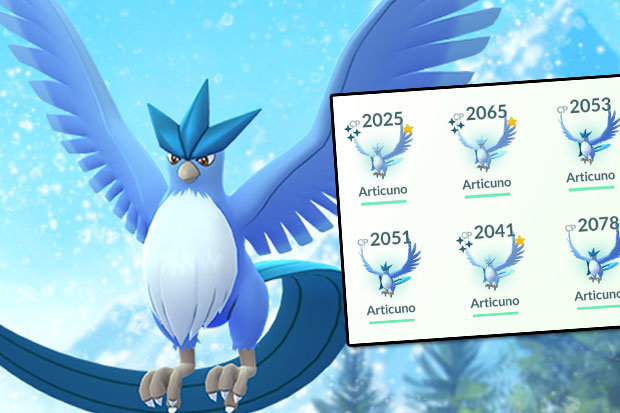 CP 2025
CP 2065
CP 2053
Articuno
Articuno
Articuno
CP 2051
CP 2041
CP 2078
Articuno
Articuno
Articuno